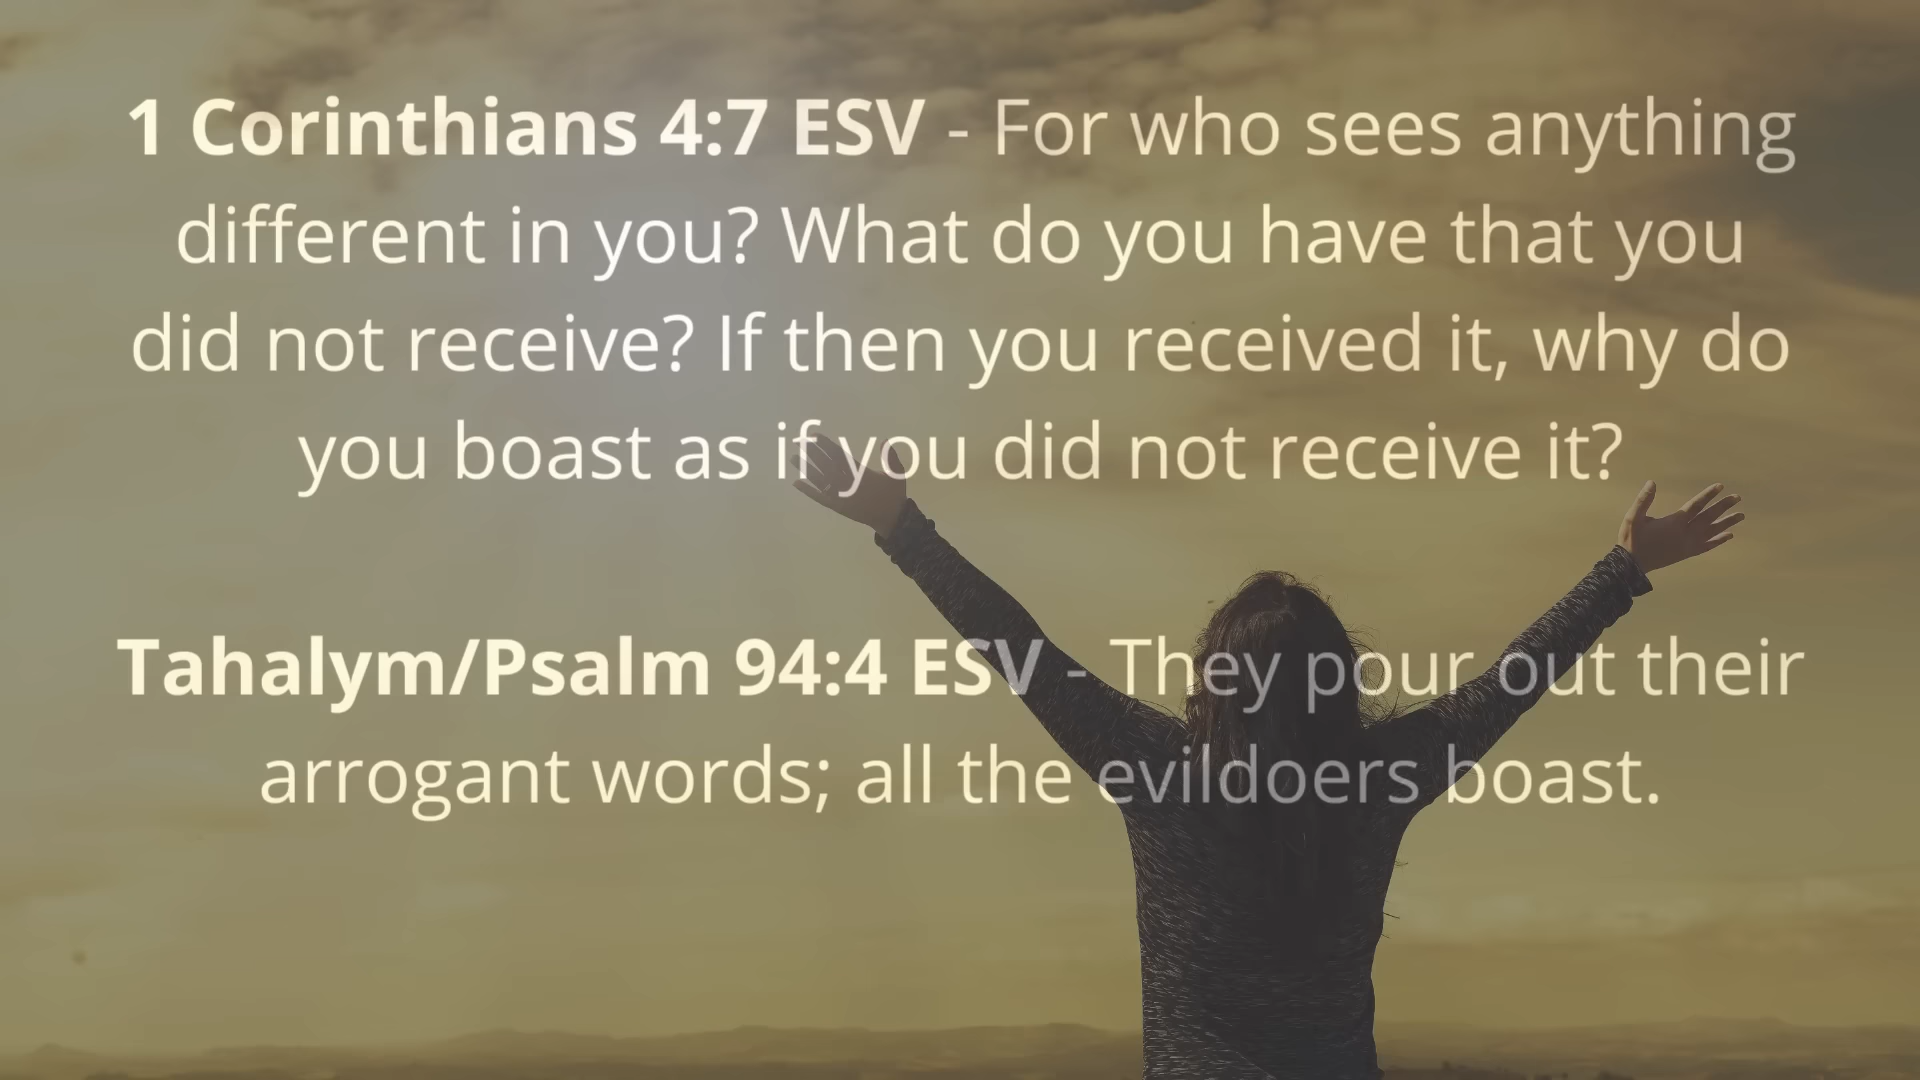 1 Corinthians 4:7 ESV - For who sees anything
different in you? What do you have that you
did not receive? If then you received it, why do
you boast as if you did not receive it?
Tahalym/Psalm 94:4 ESV - They pour out their
arrogant words; all the evildoers boast.